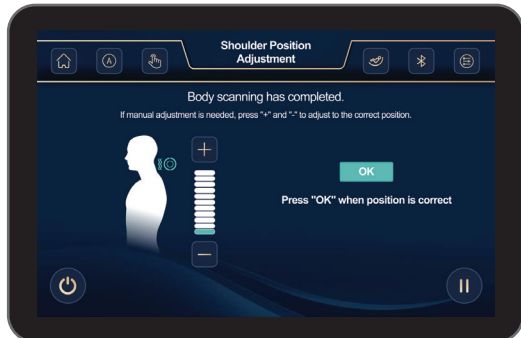 Shoulder Position
Adjustment
A
Body scanning has completed.
If manual adjustment is needed, press "+" and "-" to adjust to the correct position.
+
OK
Press "OK" when position is correct
-